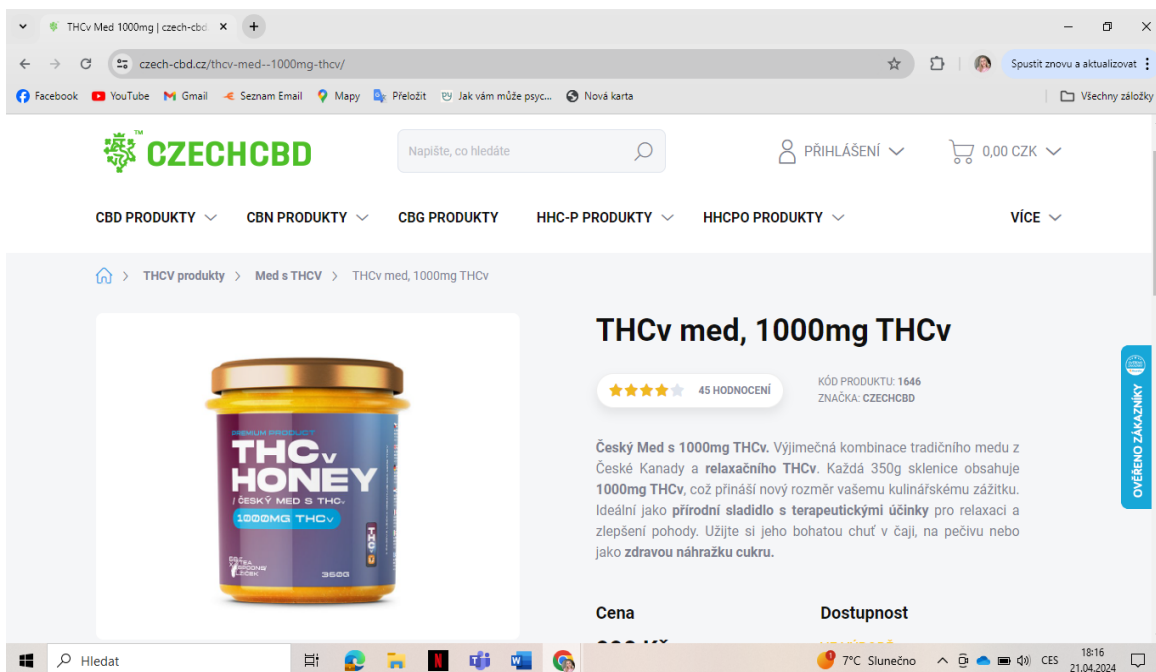 THCv Med 1000mg | czech-cbd
czech-cbd.cz/thcv-med--1000mg-thcv/
Spustit znovu a aktualizovat
Facebook YouTube Gmail Seznam Email Mapy Přeložit Jak vám může psyc... Nová karta Všechny záložky
CZECHCBD™
Napište, co hledáte
PŘIHLÁŠENÍ
0,00 CZK
CBD PRODUKTY CBN PRODUKTY CBG PRODUKTY HHC-P PRODUKTY HHCPO PRODUKTY VÍCE
THCV produkty > Med s THCV > THCv med, 1000mg THCv
PREMIUM PRODUCT
THCv
HONEY
/ ČESKÝ MED S THCv
1000MG THCv
350G
THCv med, 1000mg THCv
45 HODNOCENÍ
KÓD PRODUKTU: 1646
ZNAČKA: CZECHCBD
Český Med s 1000mg THCv. Výjimečná kombinace tradičního medu z
České Kanady a relaxačního THCv. Každá 350g sklenice obsahuje
1000mg THCv, což přináší nový rozměr vašemu kulinářskému zážitku.
Ideální jako přírodní sladidlo s terapeutickými účinky pro relaxaci a
zlepšení pohody. Užijte si jeho bohatou chuť v čaji, na pečivu nebo
jako zdravou náhražku cukru.
Cena
Dostupnost
OVĚŘENO ZÁKAZNÍKY
Hledat
7°C Slunečno
CES
18:16
21.04.2024